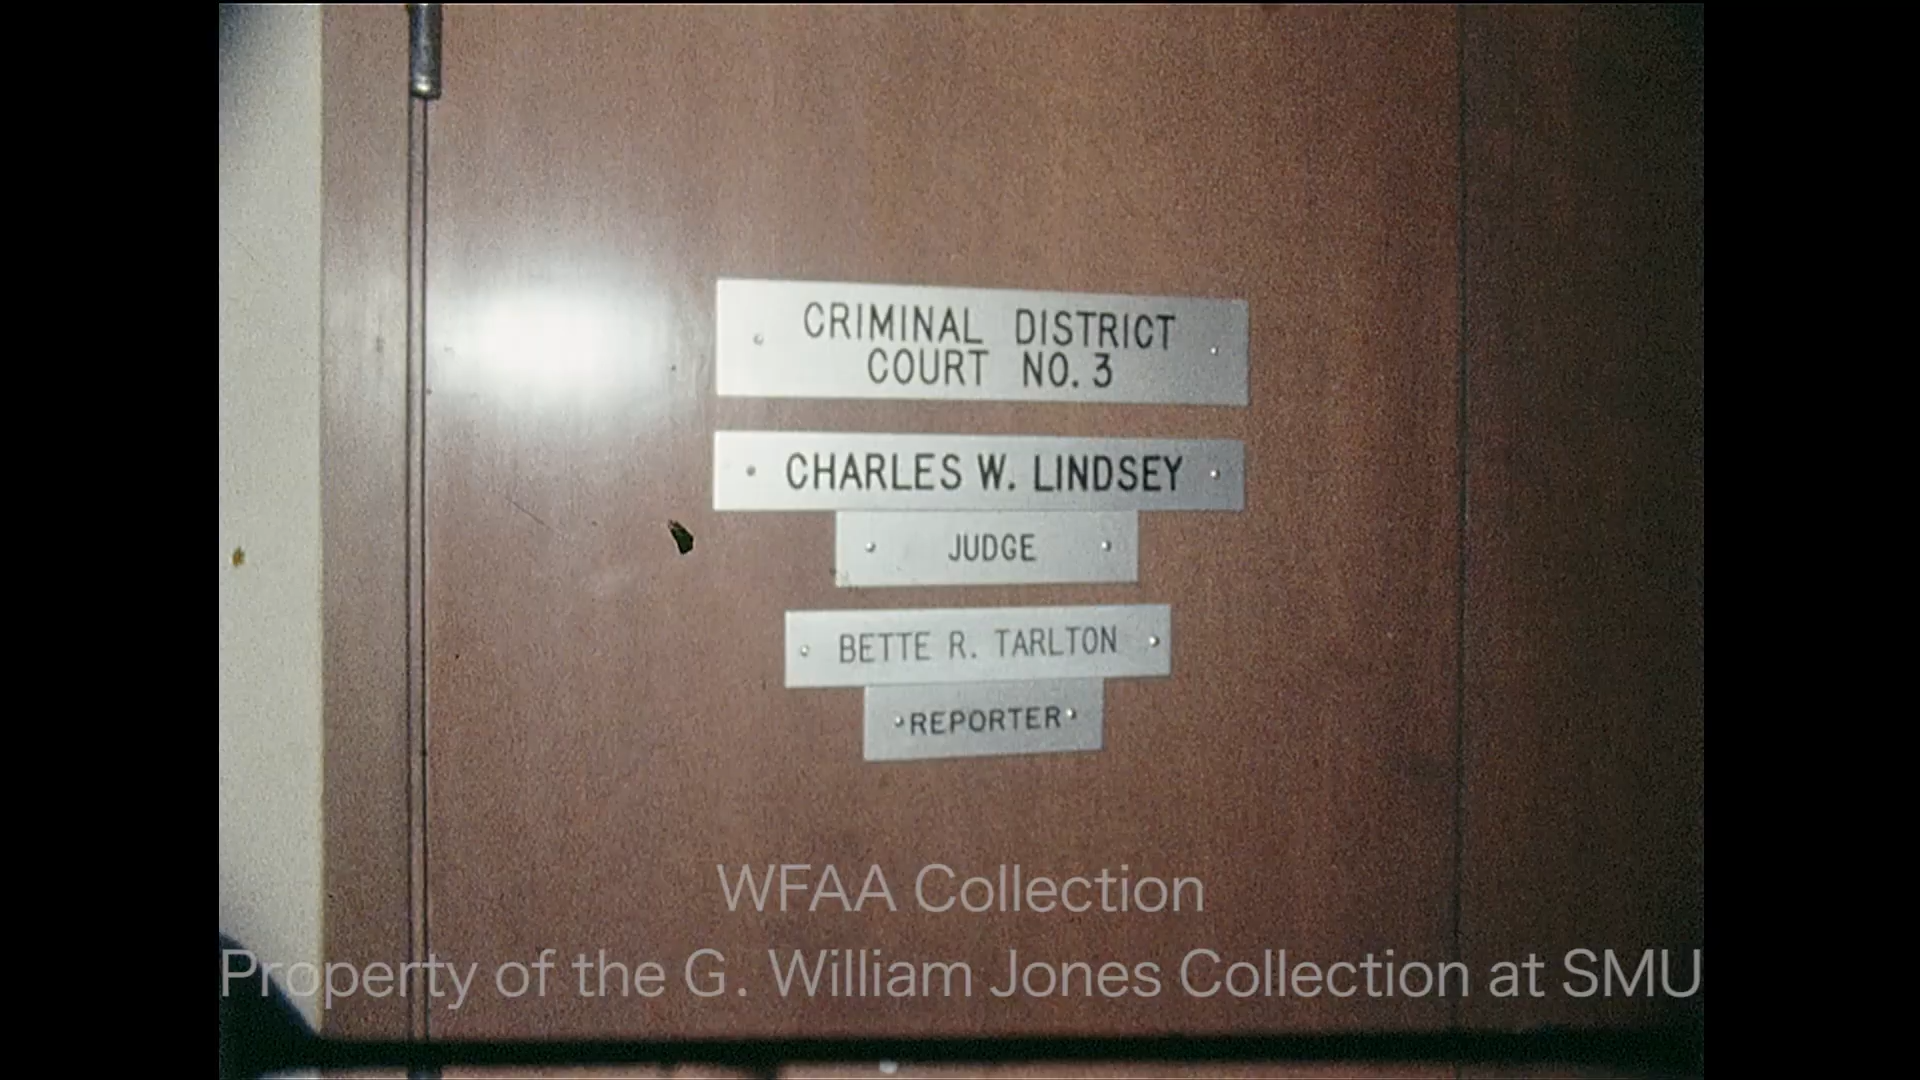 CRIMINAL DISTRICT
COURT NO. 3
CHARLES W. LINDSEY
JUDGE
BETTE R. TARLTON
REPORTER
WFAA Collection
Property of the G. William Jones Collection at SMU